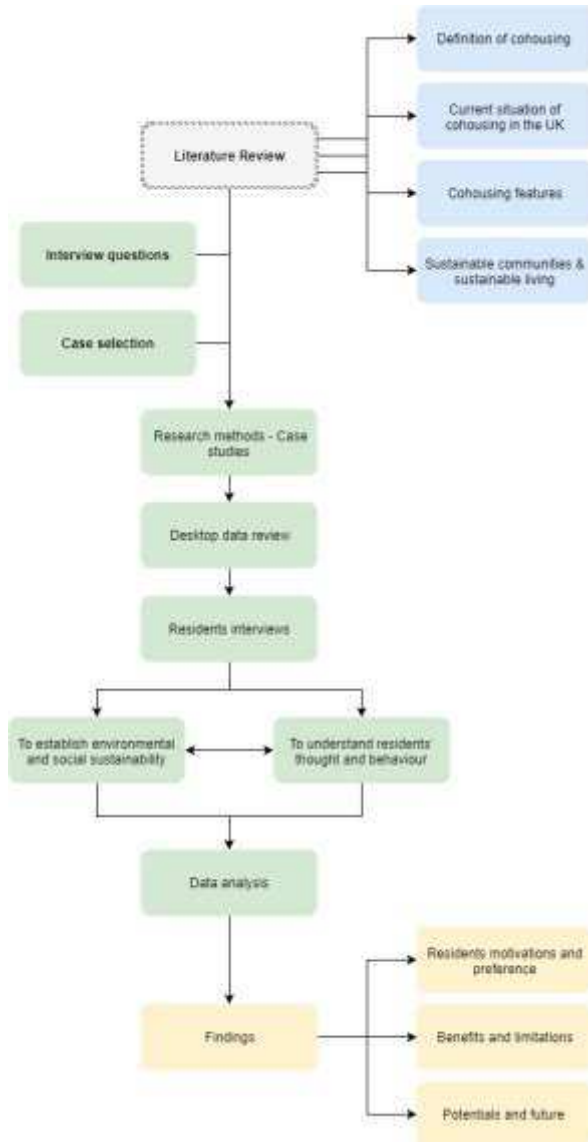 Definition of cohousing
Current situation of
cohousing in the UK
Literature Review
Cohousing features
Interview questions
Sustainable communities &
sustainable living
Case selection
Research methods - Case
studies
Desktop data review
Residents interviews
To establish environmental
and social sustainability
To understand residents
thought and behaviour
Data analysis
Residents motivations and
preference
Findings
Benefits and limitations
Potentials and future